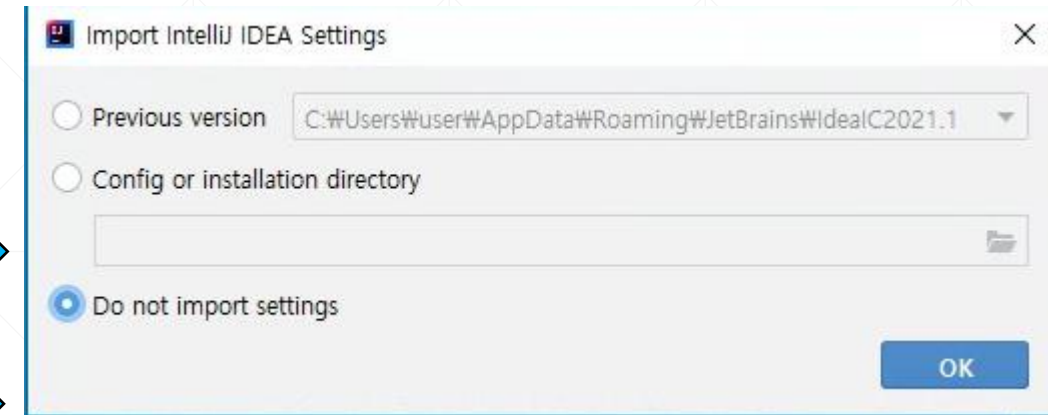 Import IntelliJ IDEA Settings
Previous version C:₩Users₩user₩AppData₩Roaming₩JetBrains₩IdeaIC2021.1
Config or installation directory
Do not import settings
OK